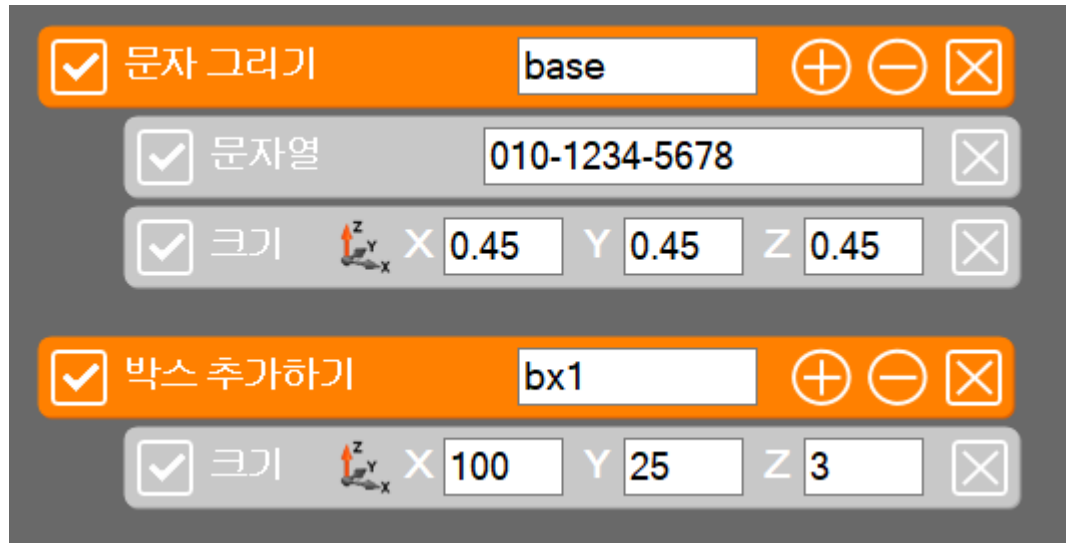 문자 그리기 base
문자열 010-1234-5678
크기 Z Y X X 0.45 Y 0.45 Z 0.45
박스 추가하기 bx1
크기 Z Y X X 100 Y 25 Z 3